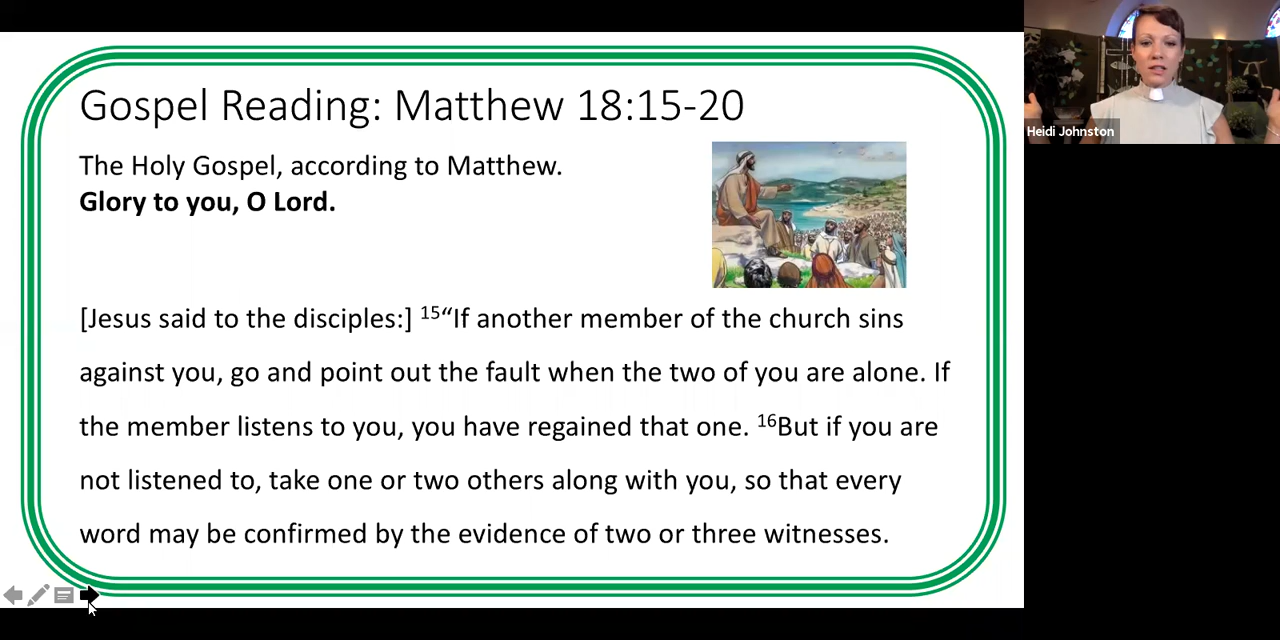 Gospel Reading: Matthew 18:15-20
The Holy Gospel, according to Matthew.
Glory to you, O Lord.
[Jesus said to the disciples:] ¹⁵“If another member of the church sins
against you, go and point out the fault when the two of you are alone. If
the member listens to you, you have regained that one. ¹⁶But if you are
not listened to, take one or two others along with you, so that every
word may be confirmed by the evidence of two or three witnesses.
Heidi Johnston